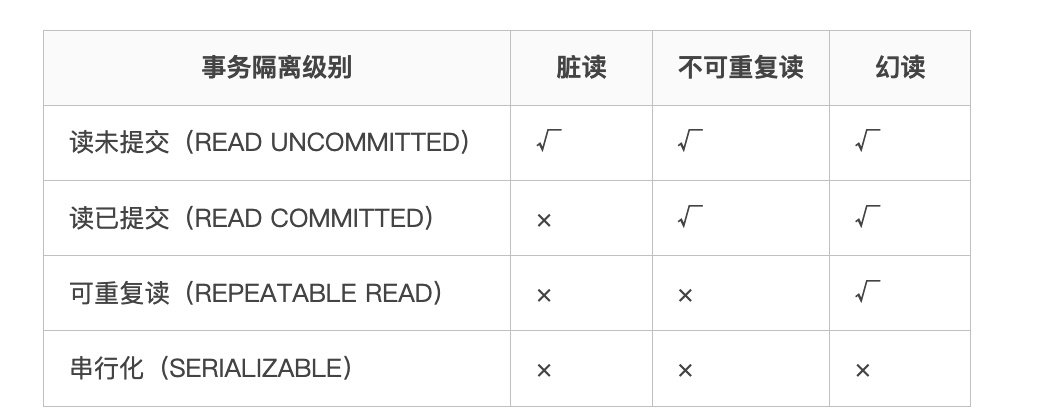 事务隔离级别 脏读 不可重复读 幻读
读未提交（READ UNCOMMITTED） √ √ √
读已提交（READ COMMITTED） × √ √
可重复读（REPEATABLE READ） × × √
串行化（SERIALIZABLE） × × ×